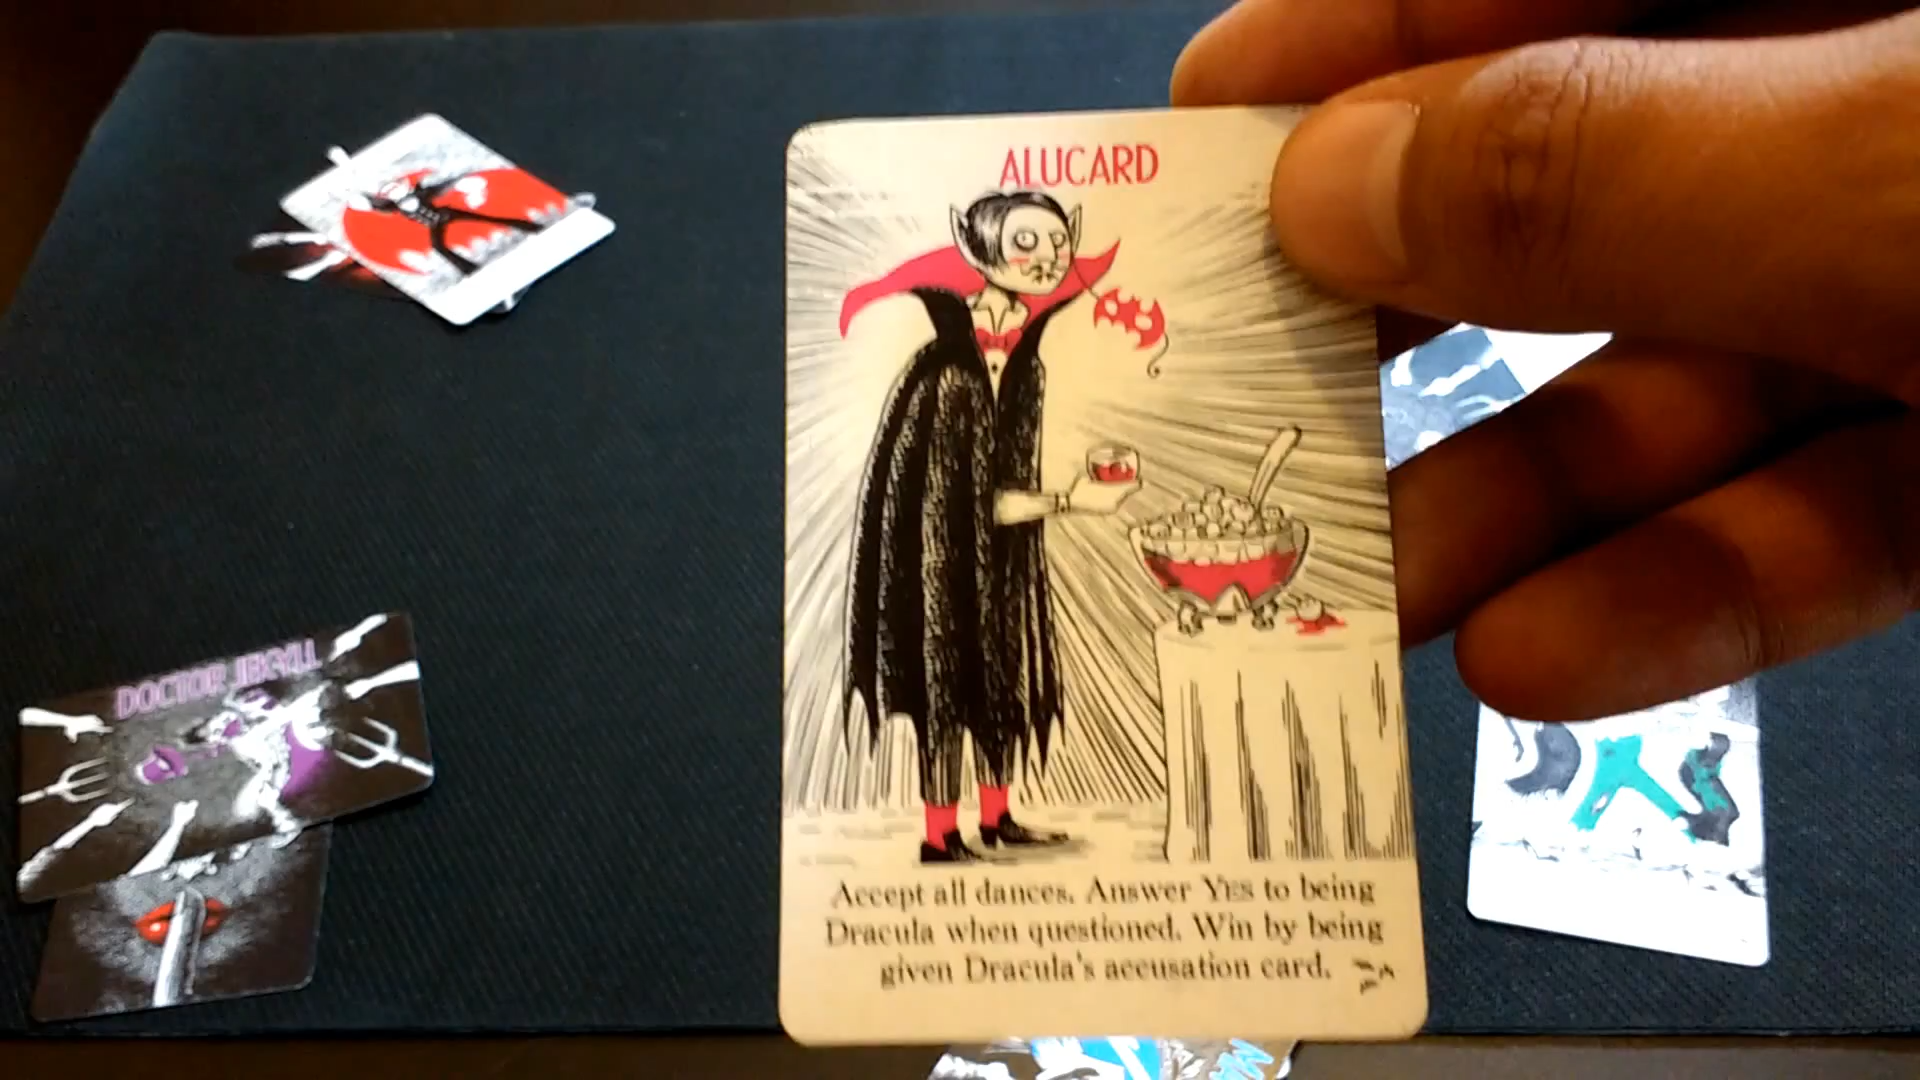 ALUCARD
DOCTOR JEKYLL
Accept all dances. Answer YES to being
Dracula when questioned. Win by being
given Dracula's accusation card.